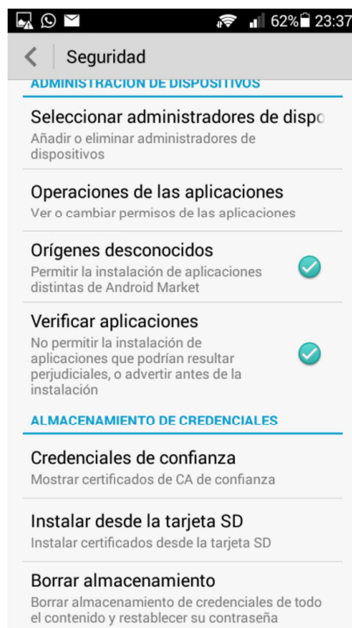 62% 23:37
Seguridad
ADMINISTRACIÓN DE DISPOSITIVOS
Seleccionar administradores de dispo
Añadir o eliminar administradores de
dispositivos
Operaciones de las aplicaciones
Ver o cambiar permisos de las aplicaciones
Orígenes desconocidos
Permitir la instalación de aplicaciones
distintas de Android Market
Verificar aplicaciones
No permitir la instalación de
aplicaciones que podrían resultar
perjudiciales, o advertir antes de la
instalación
ALMACENAMIENTO DE CREDENCIALES
Credenciales de confianza
Mostrar certificados de CA de confianza
Instalar desde la tarjeta SD
Instalar certificados desde la tarjeta SD
Borrar almacenamiento
Borrar almacenamiento de credenciales de todo
el contenido y restablecer su contraseña